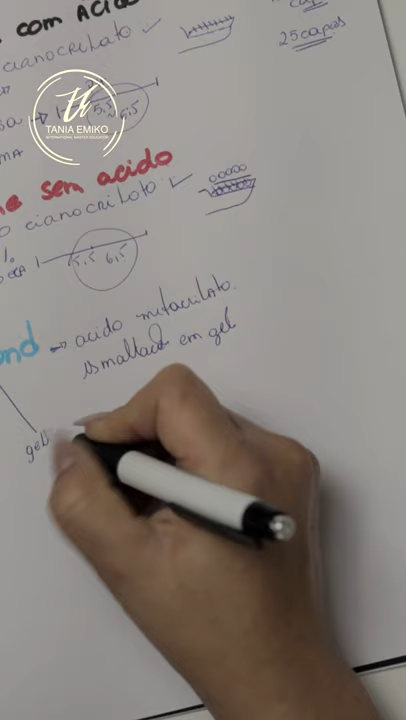 com ACIDO
cianocrilato
25 capas
5,5 ~ 6,5
TANIA EMIKO
sem acido
cianocriloto
5,5 6,5
ond → acido metacrilato.
esmaltado em gel
gel